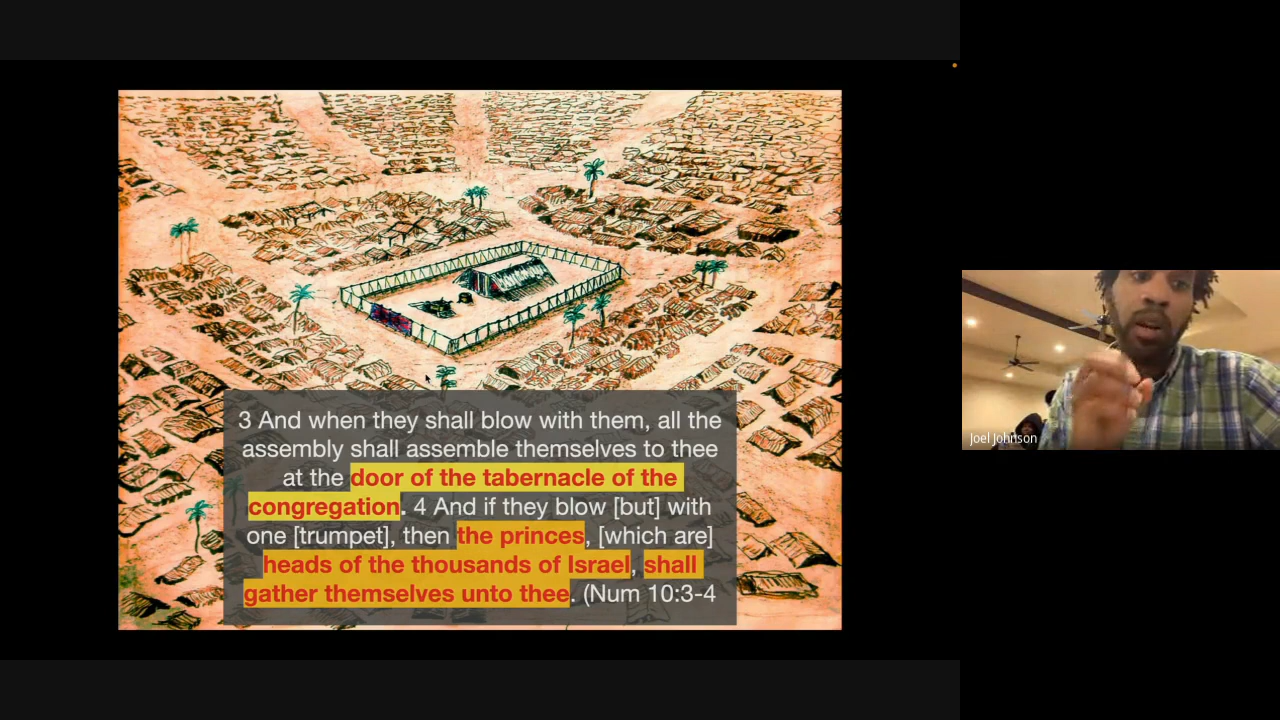 3 And when they shall blow with them, all the
assembly shall assemble themselves to thee
at the door of the tabernacle of the
congregation. 4 And if they blow [but] with
one [trumpet], then the princes, [which are]
heads of the thousands of Israel, shall
gather themselves unto thee. (Num 10:3-4
Joel Johnson